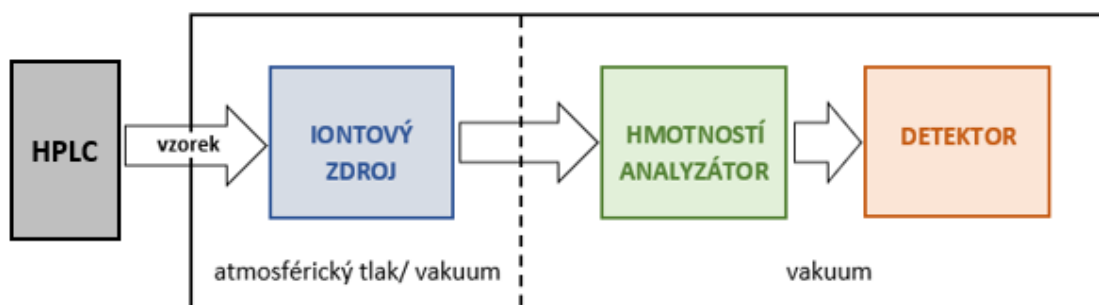 HPLC
vzorek
IONTOVÝ
ZDROJ
HMOTNOSTÍ
ANALYZÁTOR
DETEKTOR
atmosférický tlak/ vakuum
vakuum